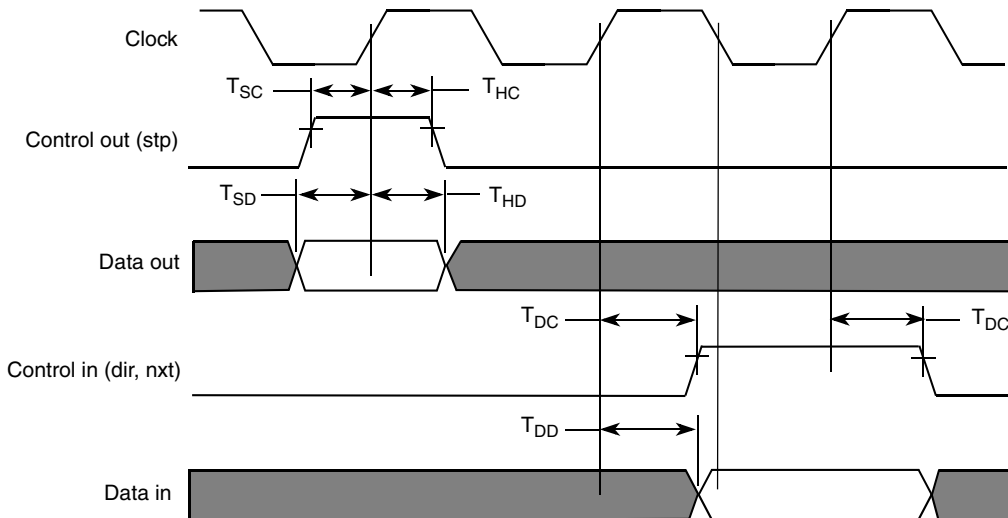 Clock
TSC
THC
Control out (stp)
TSD
THD
Data out
TDC
TDC
Control in (dir, nxt)
TDD
Data in